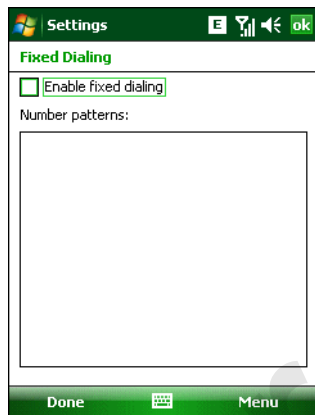 Settings
E
ok
Fixed Dialing
Enable fixed dialing
Number patterns:
Done
Menu